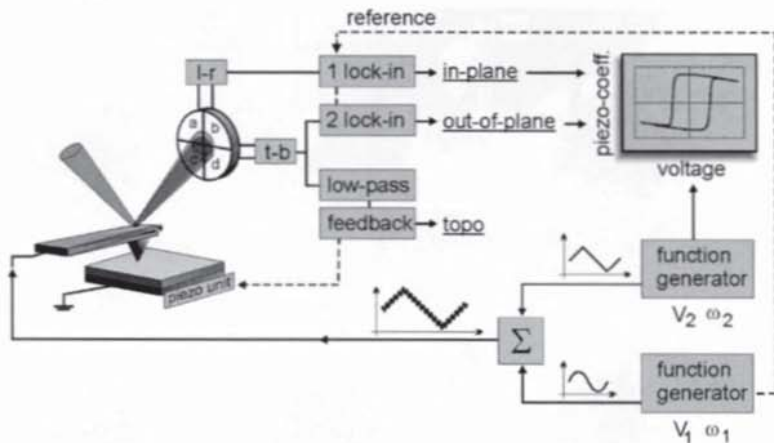 reference
l-r
1 lock-in
in-plane
a b
d
2 lock-in
out-of-plane
t-b
low-pass
feedback
topo
piezo unit
piezo-coeff.
voltage
function
generator
V2 ω2
Σ
function
generator
V1 ω1